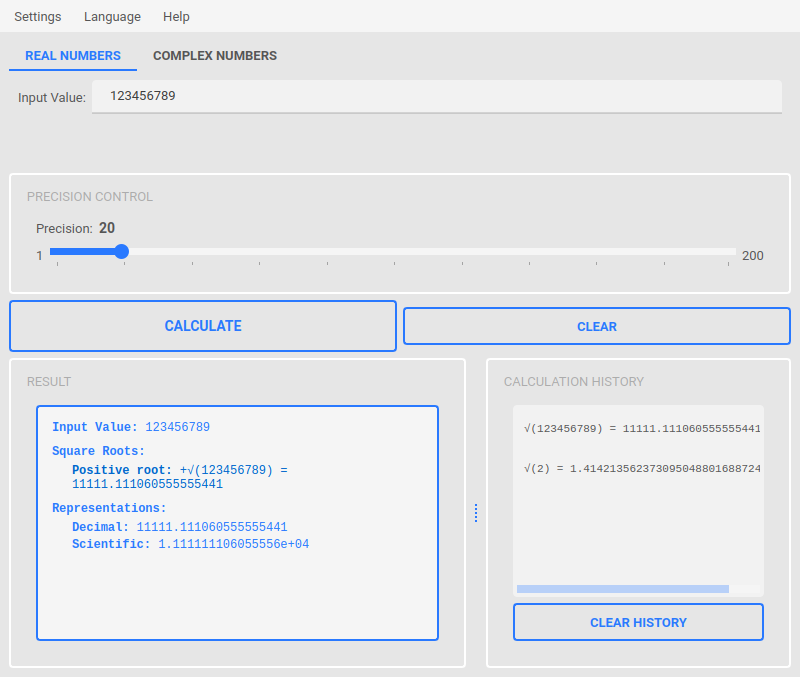 Settings Language Help
REAL NUMBERS COMPLEX NUMBERS
Input Value: 123456789
PRECISION CONTROL
Precision: 20
1 200
CALCULATE CLEAR
RESULT
Input Value: 123456789
Square Roots:
Positive root: +√(123456789) =
11111.111060555555441
Representations:
Decimal: 11111.111060555555441
Scientific: 1.111111106055556e+04
CALCULATION HISTORY
√(123456789) = 11111.111060555555441
√(2) = 1.414213562373095048801688724
CLEAR HISTORY